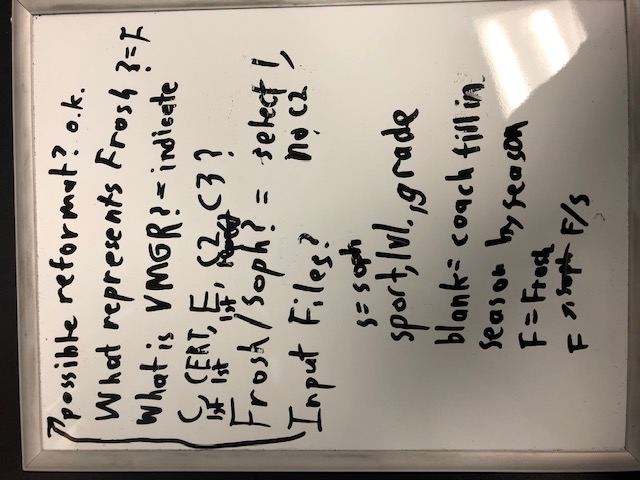 possible reformat? o.k.
What represents Frosh ?=F
What is VMGR? = indicate
C, CERT, E, C2, C3?
1st 1st 1st
Frosh/Soph? = select 1,
no C2
Input Files?
s = soph
sport, lvl., grade
blank = coach fill in
season by season
F = Frosh
F ↗ soph F/S